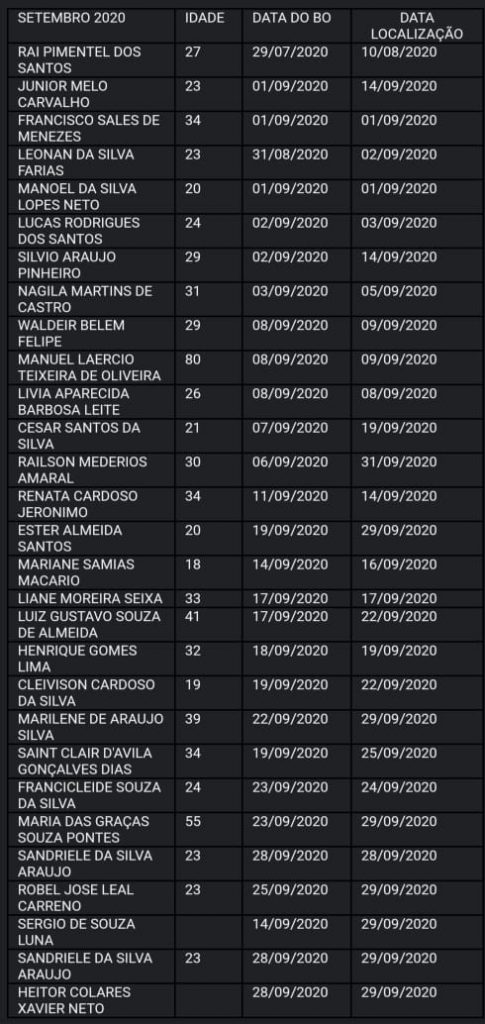 SETEMBRO 2020 IDADE DATA DO BO DATA
LOCALIZAÇÃO
RAI PIMENTEL DOS 27 29/07/2020 10/08/2020
SANTOS
JUNIOR MELO 23 01/09/2020 14/09/2020
CARVALHO
FRANCISCO SALES DE 34 01/09/2020 01/09/2020
MENEZES
LEONAN DA SILVA 23 31/08/2020 02/09/2020
FARIAS
MANOEL DA SILVA 20 01/09/2020 01/09/2020
LOPES NETO
LUCAS RODRIGUES 24 02/09/2020 03/09/2020
DOS SANTOS
SILVIO ARAUJO 29 02/09/2020 14/09/2020
PINHEIRO
NAGILA MARTINS DE 31 03/09/2020 05/09/2020
CASTRO
WALDEIR BELEM 29 08/09/2020 09/09/2020
FELIPE
MANUEL LAERCIO 80 08/09/2020 09/09/2020
TEIXEIRA DE OLIVEIRA
LIVIA APARECIDA 26 08/09/2020 08/09/2020
BARBOSA LEITE
CESAR SANTOS DA 21 07/09/2020 19/09/2020
SILVA
RAILSON MEDERIOS 30 06/09/2020 31/09/2020
AMARAL
RENATA CARDOSO 34 11/09/2020 14/09/2020
JERONIMO
ESTER ALMEIDA 20 19/09/2020 29/09/2020
SANTOS
MARIANE SAMIAS 18 14/09/2020 16/09/2020
MACARIO
LIANE MOREIRA SEIXA 33 17/09/2020 17/09/2020
LUIZ GUSTAVO SOUZA 41 17/09/2020 22/09/2020
DE ALMEIDA
HENRIQUE GOMES 32 18/09/2020 19/09/2020
LIMA
CLEIVISON CARDOSO 19 19/09/2020 22/09/2020
DA SILVA
MARILENE DE ARAUJO 39 22/09/2020 29/09/2020
SILVA
SAINT CLAIR D'AVILA 34 19/09/2020 25/09/2020
GONÇALVES DIAS
FRANCICLEIDE SOUZA 24 23/09/2020 24/09/2020
DA SILVA
MARIA DAS GRAÇAS 55 23/09/2020 29/09/2020
SOUZA PONTES
SANDRIELE DA SILVA 23 28/09/2020 28/09/2020
ARAUJO
ROBEL JOSE LEAL 23 25/09/2020 29/09/2020
CARRENO
SERGIO DE SOUZA 14/09/2020 29/09/2020
LUNA
SANDRIELE DA SILVA 23 28/09/2020 29/09/2020
ARAUJO
HEITOR COLARES 28/09/2020 29/09/2020
XAVIER NETO